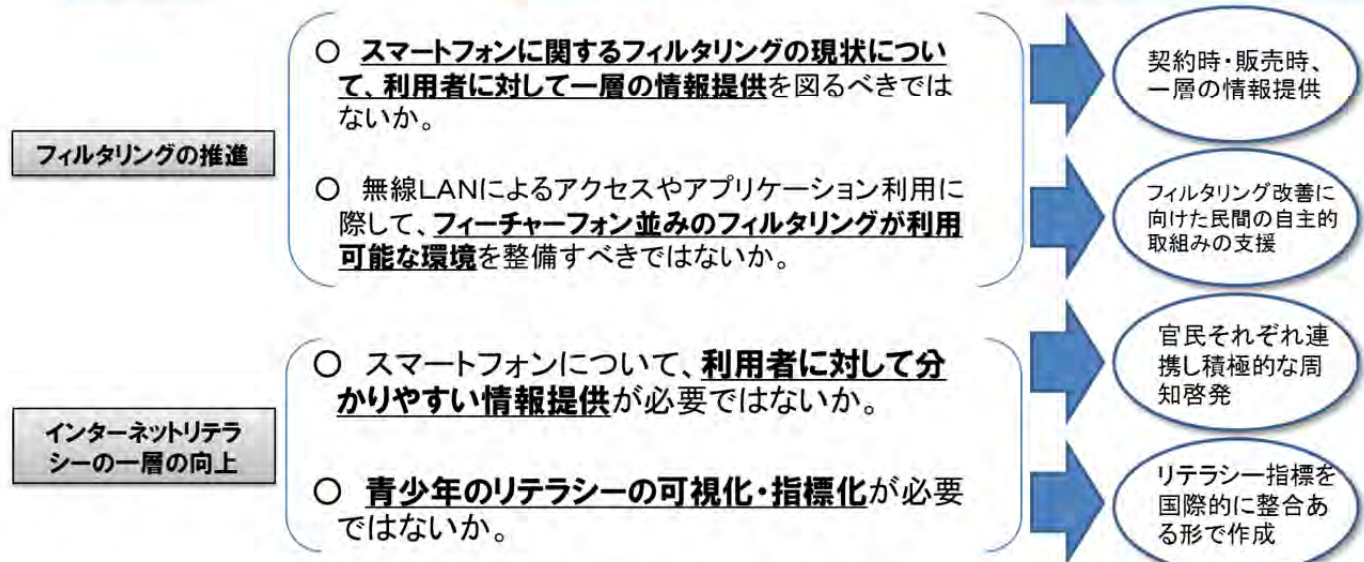 フィルタリングの推進
○ スマートフォンに関するフィルタリングの現状につい
て、利用者に対して一層の情報提供を図るべきでは
ないか。
○ 無線LANによるアクセスやアプリケーション利用に
際して、フィーチャーフォン並みのフィルタリングが利用
可能な環境を整備すべきではないか。
契約時・販売時、
一層の情報提供
フィルタリング改善に
向けた民間の自主的
取組みの支援
インターネットリテラ
シーの一層の向上
○ スマートフォンについて、利用者に対して分
かりやすい情報提供が必要ではないか。
○ 青少年のリテラシーの可視化・指標化が必要
ではないか。
官民それぞれ連
携し積極的な周
知啓発
リテラシー指標を
国際的に整合あ
る形で作成